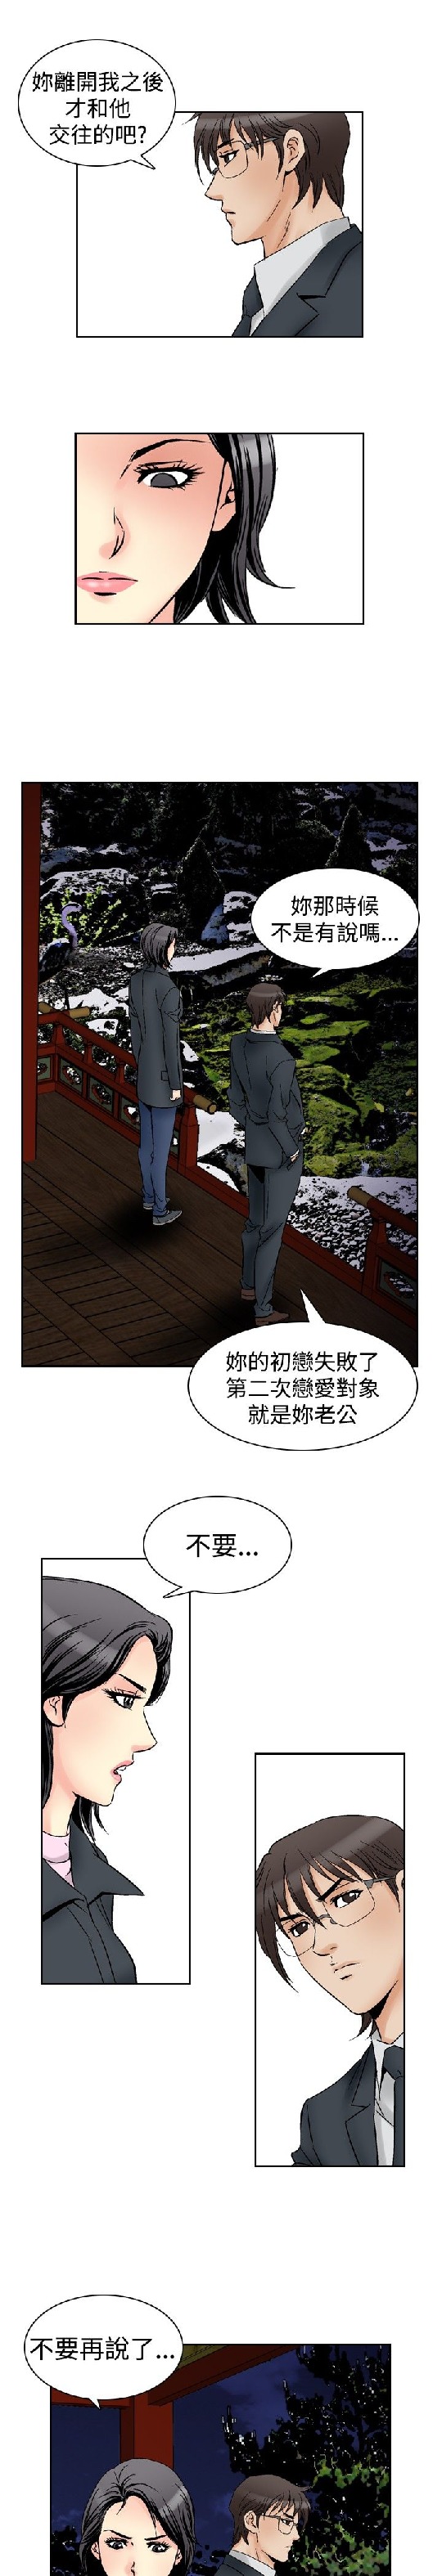 妳離開我之後
才和他
交往的吧?
妳那時候
不是有說嗎...
妳的初戀失敗了
第二次戀愛對象
就是妳老公
不要...
不要再說了...